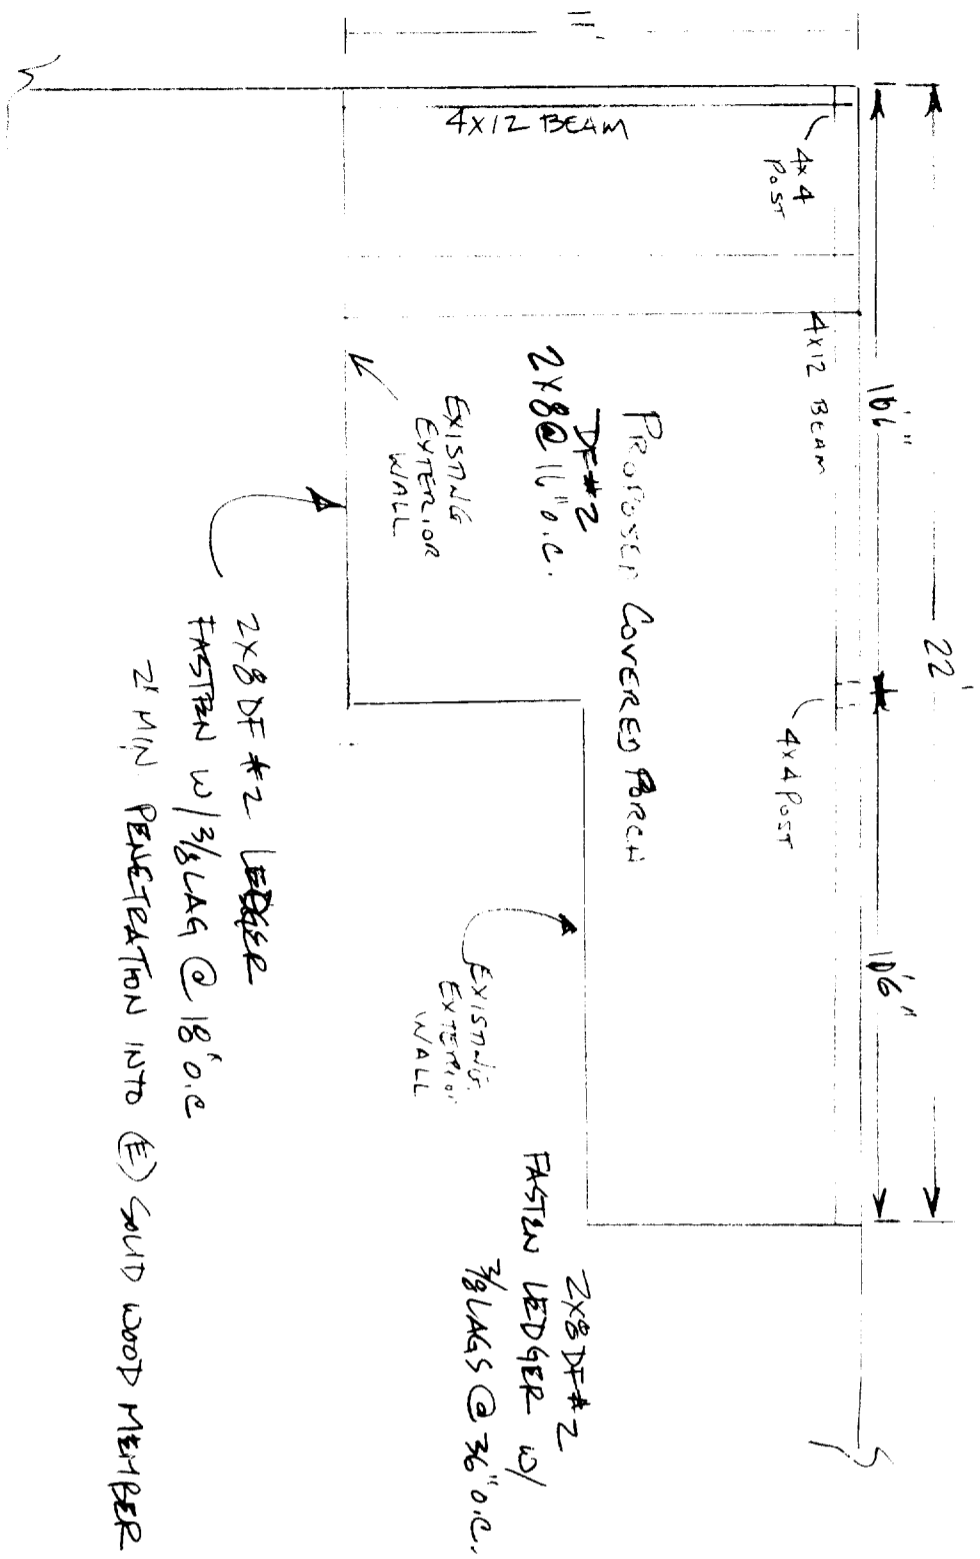 22'
10'6"
10'6"
11'
4x4
POST
4X12 BEAM
4x4 POST
4X12 BEAM
PROPOSED COVERED PORCH
DF#2
2X8@16"O.C.
EXISTING
EXTERIOR
WALL
EXISTING
EXTERIOR
WALL
2X8 DF#2
FASTEN LEDGER W/
3/8 LAGS @ 36" O.C.
2X8 DF #2 LEDGER
FASTEN W/ 3/8 LAG @ 18" O.C
2" MIN. PENETRATION INTO (E) SOLID WOOD MEMBER